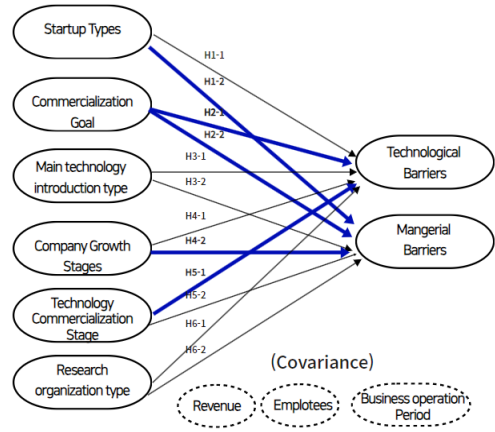 Startup Types
H1-1
H1-2
Commercialization
Goal
H2-1
H2-2
Technological
Barriers
H3-1
Main technology
introduction type
H3-2
H4-1
Mangerial
Barriers
Company Growth
Stages
H4-2
H5-1
Technology
Commercialization
Stage
H5-2
H6-1
H6-2
Research
organization type
(Covariance)
Revenue
Emplotees
Business operation
Period